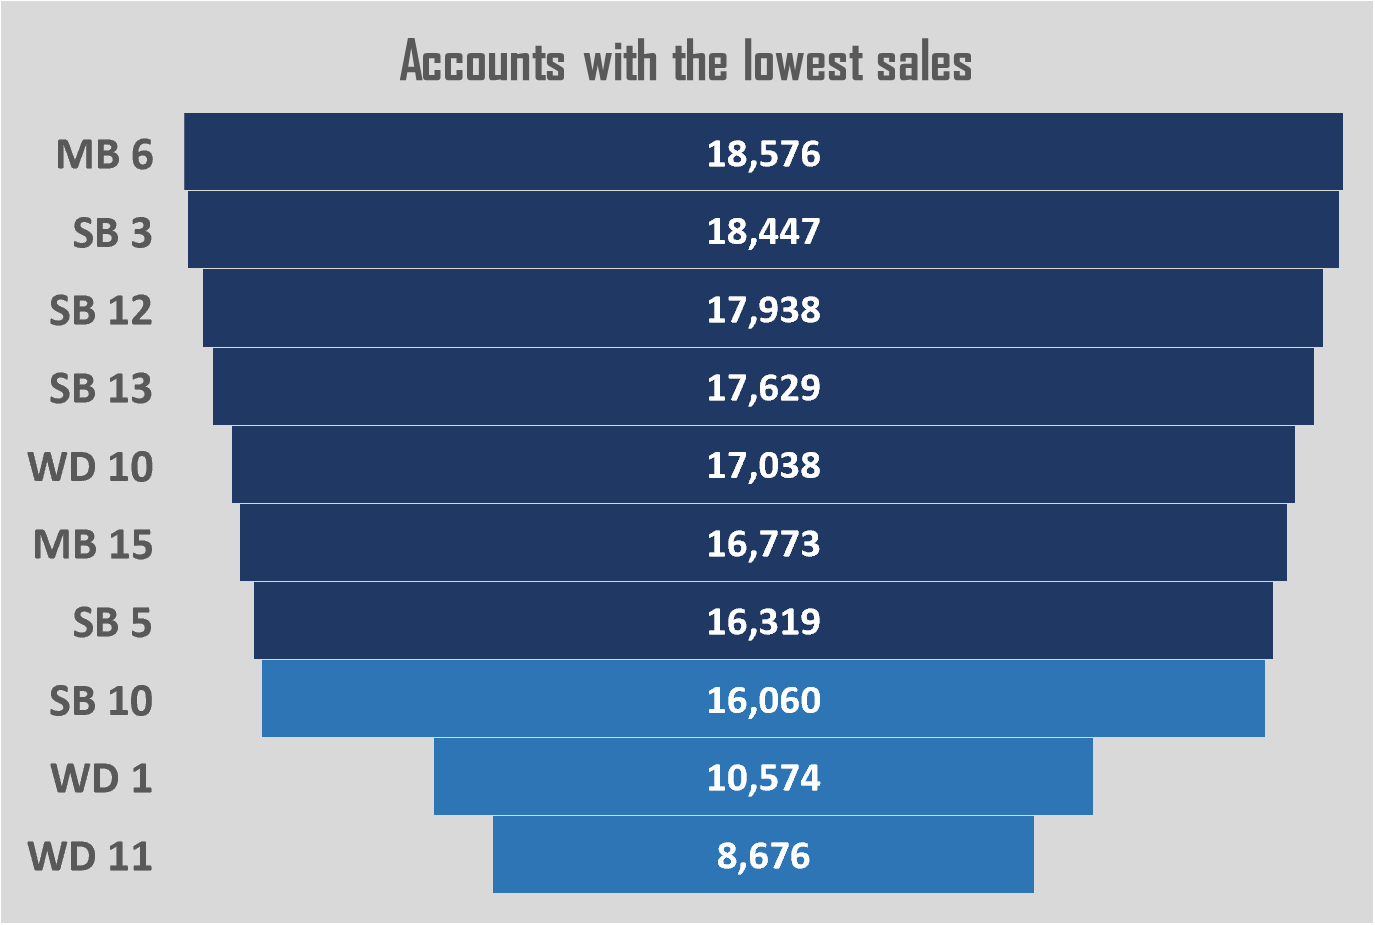 Accounts with the lowest sales
MB 6 18,576
SB 3 18,447
SB 12 17,938
SB 13 17,629
WD 10 17,038
MB 15 16,773
SB 5 16,319
SB 10 16,060
WD 1 10,574
WD 11 8,676